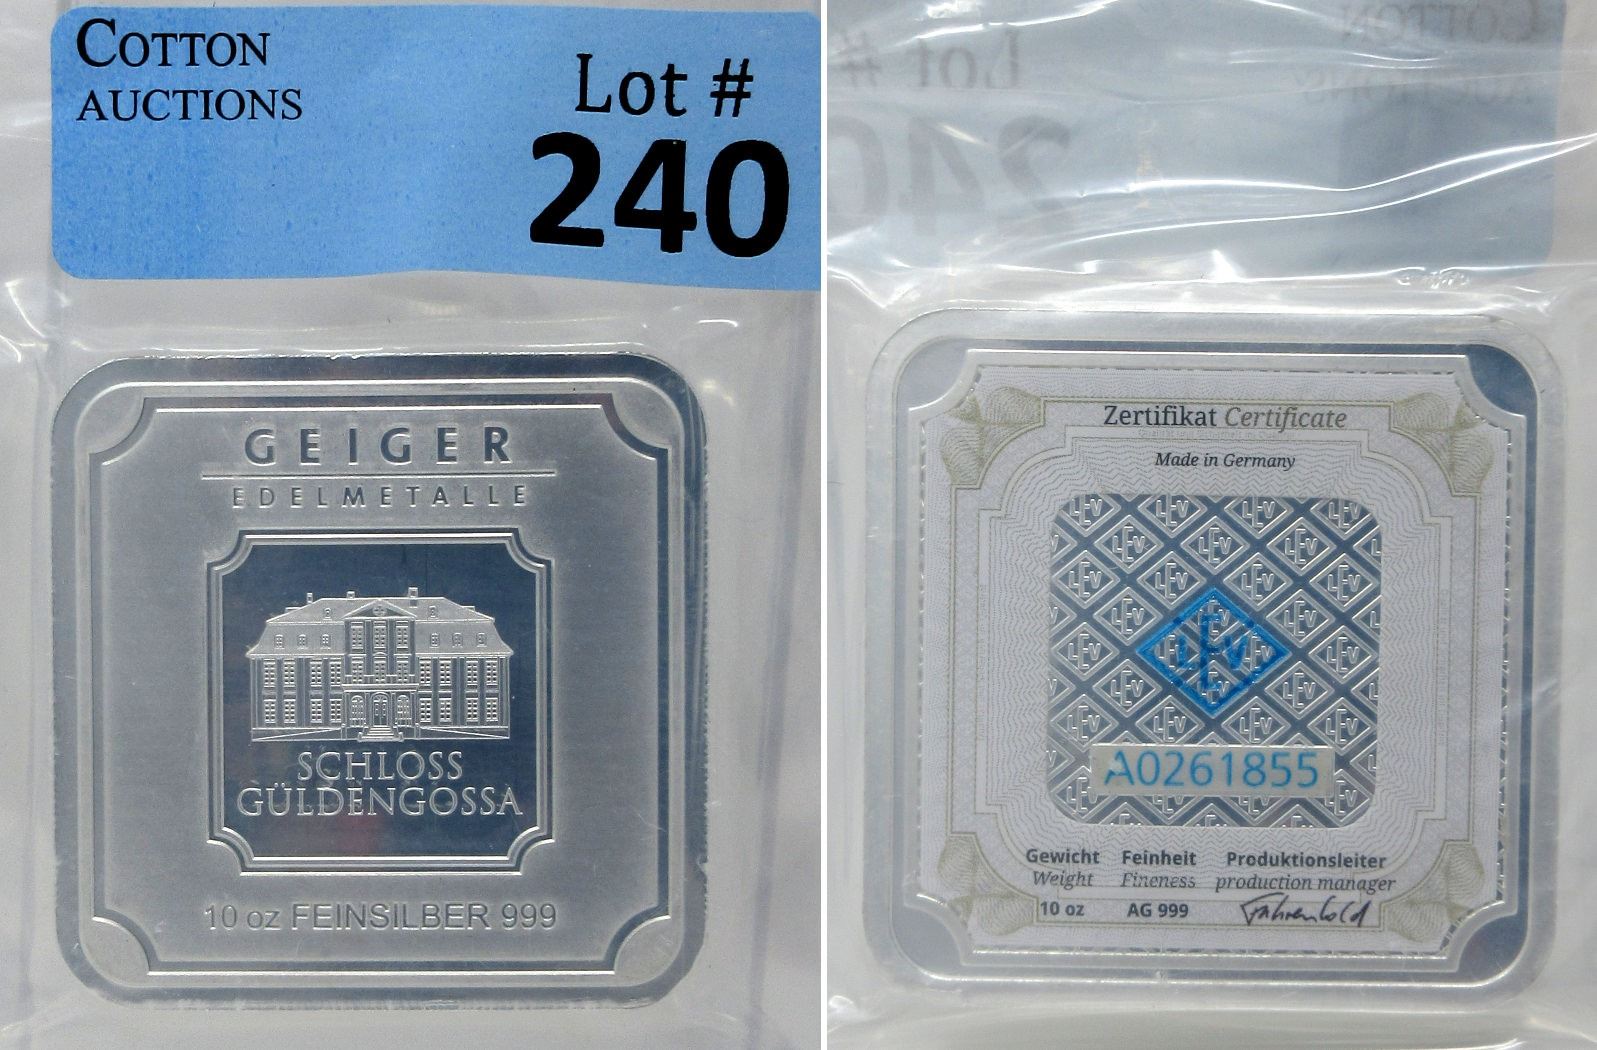 COTTON
AUCTIONS
Lot #
240
GEIGER
EDELMETALLE
SCHLOSS
GÜLDENGOSSA
10 oz FEINSILBER 999
Zertifikat Certificate
Made in Germany
LEV
A0261855
Gewicht Feinheit Produktionsleiter
Weight Fineness production manager
10 oz AG 999